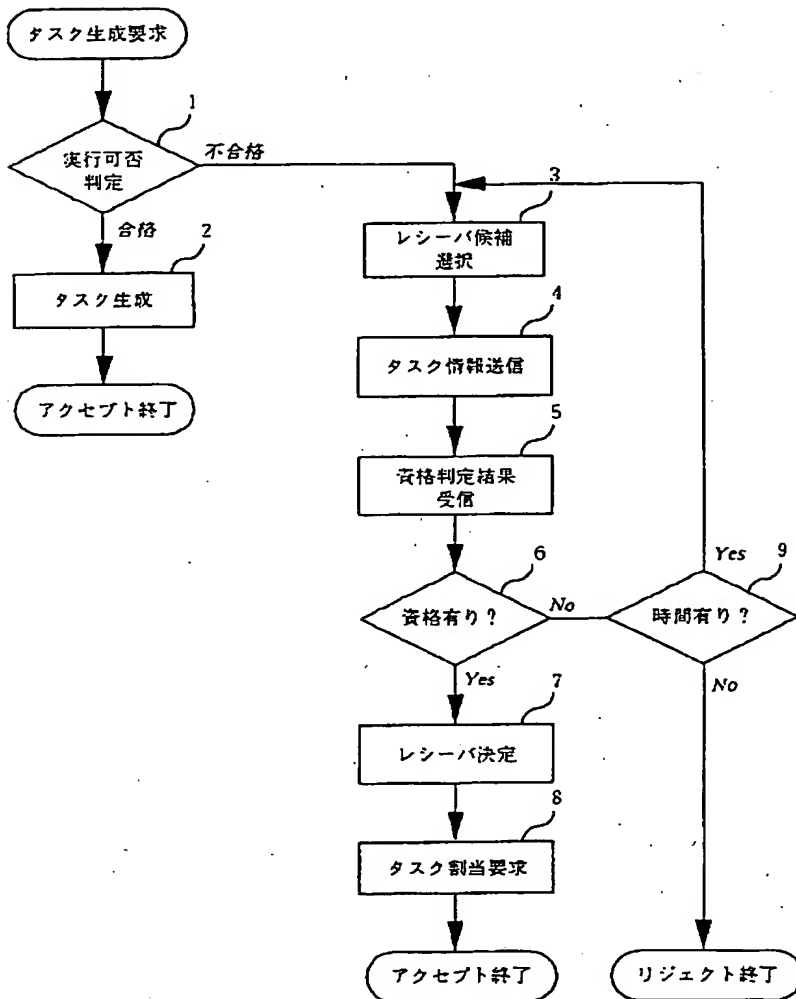 タスク生成要求
1
実行可否
判定
不合格
合格
2
タスク生成
アクセプト終了
3
レシーバ候補
選択
4
タスク情報送信
5
資格判定結果
受信
6
資格有り?
No
Yes
9
時間有り?
Yes
No
7
レシーバ決定
8
タスク割当要求
アクセプト終了
リジェクト終了